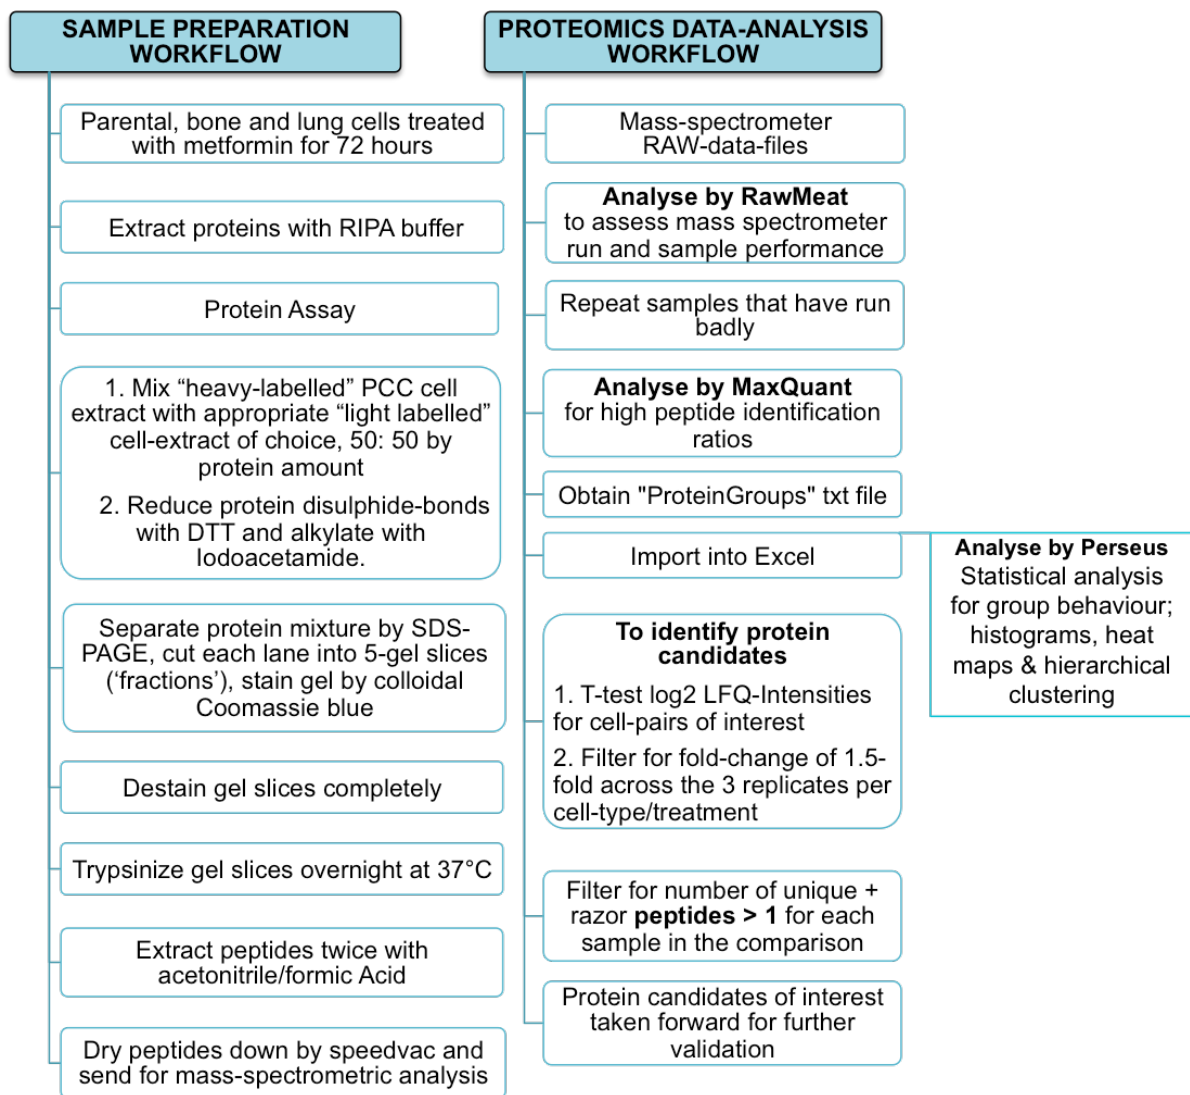 SAMPLE PREPARATION
WORKFLOW
Parental, bone and lung cells treated
with metformin for 72 hours
Extract proteins with RIPA buffer
Protein Assay
1. Mix “heavy-labelled” PCC cell
extract with appropriate “light labelled”
cell-extract of choice, 50: 50 by
protein amount
2. Reduce protein disulphide-bonds
with DTT and alkylate with
Iodoacetamide.
Separate protein mixture by SDS-
PAGE, cut each lane into 5-gel slices
(‘fractions’), stain gel by colloidal
Coomassie blue
Destain gel slices completely
Trypsinize gel slices overnight at 37°C
Extract peptides twice with
acetonitrile/formic Acid
Dry peptides down by speedvac and
send for mass-spectrometric analysis
PROTEOMICS DATA-ANALYSIS
WORKFLOW
Mass-spectrometer
RAW-data-files
Analyse by RawMeat
to assess mass spectrometer
run and sample performance
Repeat samples that have run
badly
Analyse by MaxQuant
for high peptide identification
ratios
Obtain "ProteinGroups" txt file
Import into Excel
Analyse by Perseus
Statistical analysis
for group behaviour;
histograms, heat
maps & hierarchical
clustering
To identify protein
candidates
1. T-test log2 LFQ-Intensities
for cell-pairs of interest
2. Filter for fold-change of 1.5-
fold across the 3 replicates per
cell-type/treatment
Filter for number of unique +
razor peptides > 1 for each
sample in the comparison
Protein candidates of interest
taken forward for further
validation